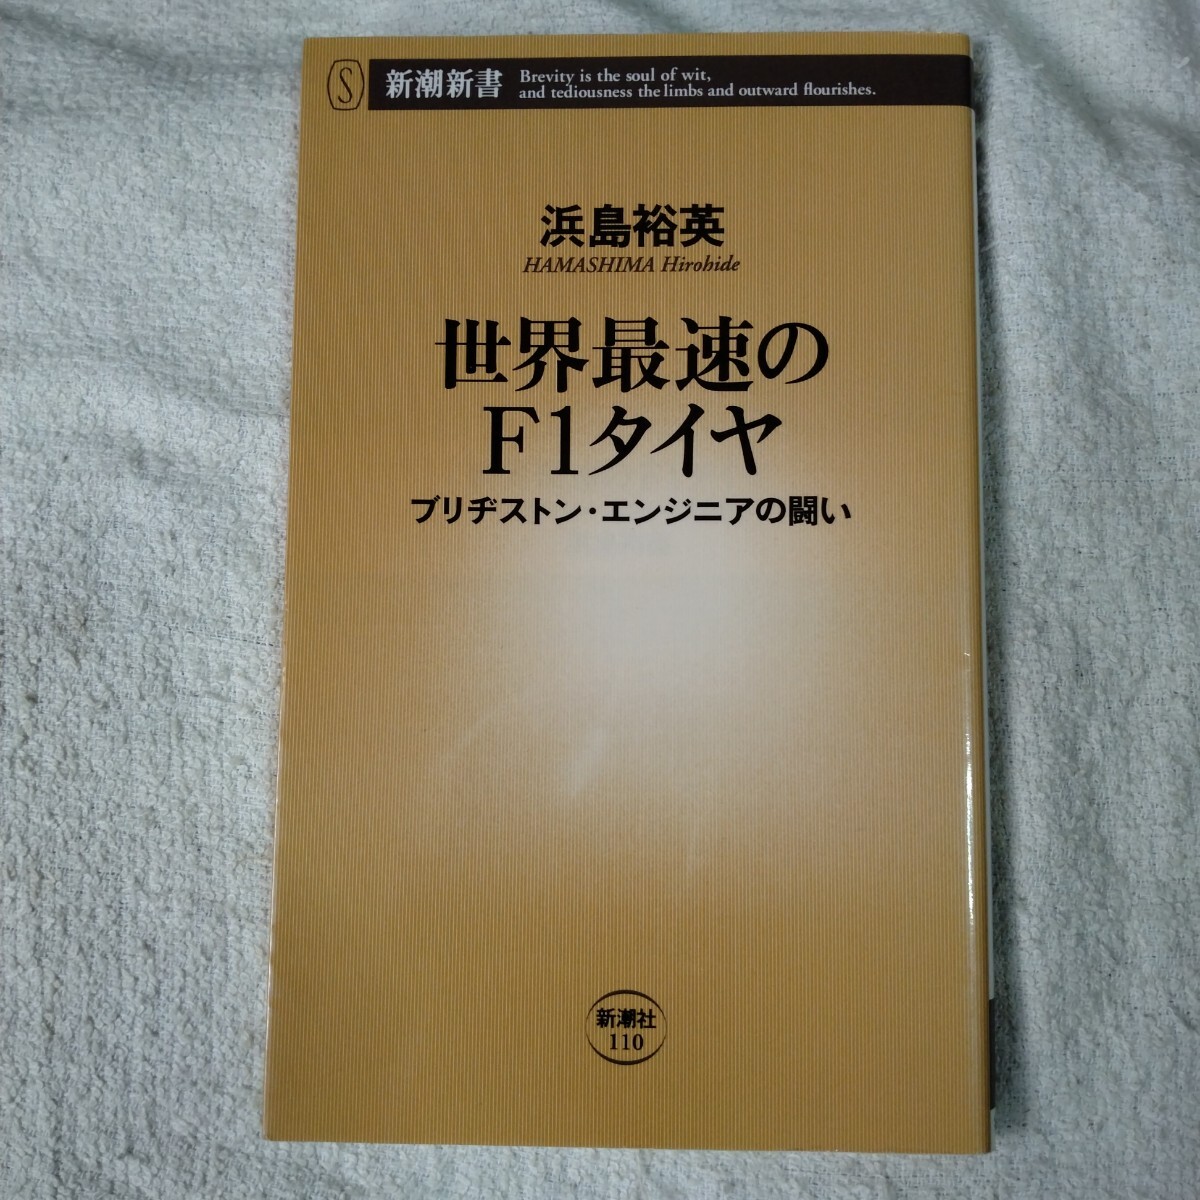 S
新潮新書
Brevity is the soul of wit,
and tediousness the limbs and outward flourishes.
浜島裕英
HAMASHIMA Hirohide
世界最速の
F1タイヤ
ブリヂストン・エンジニアの闘い
新潮社
110